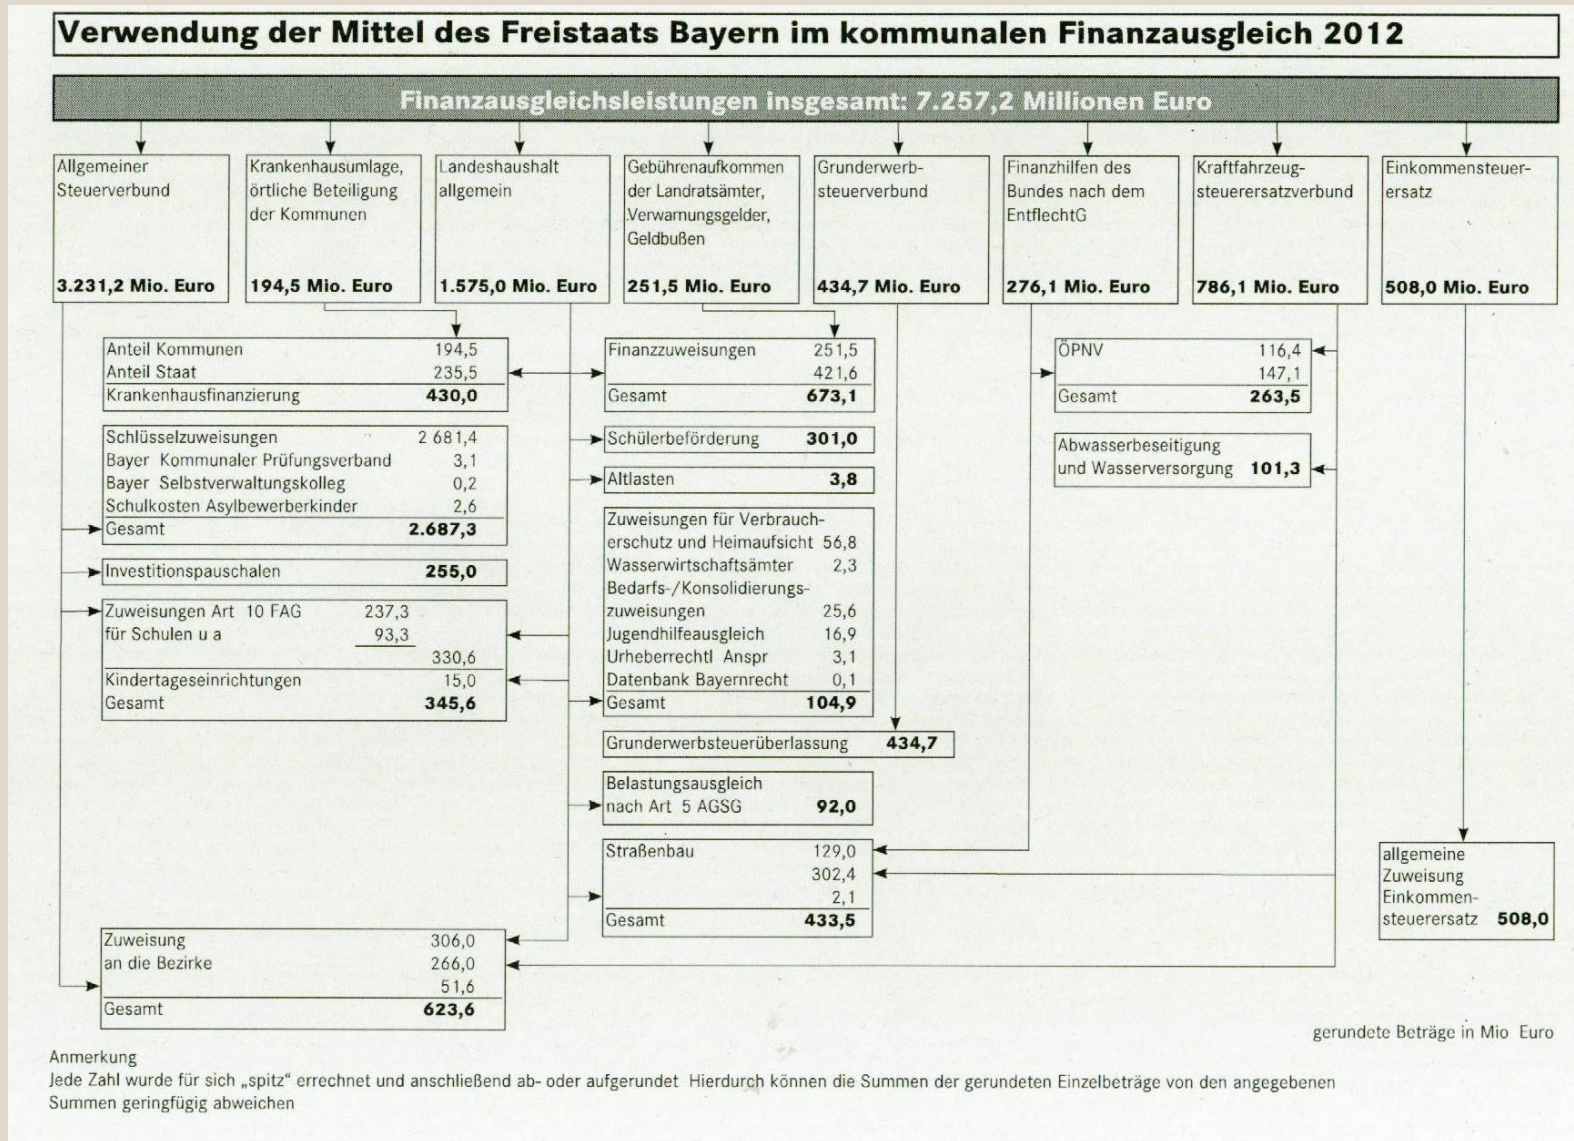 Verwendung der Mittel des Freistaats Bayern im kommunalen Finanzausgleich 2012
Finanzausgleichsleistungen insgesamt: 7.257,2 Millionen Euro
Allgemeiner
Steuerverbund
3.231,2 Mio. Euro
Krankenhausumlage,
örtliche Beteiligung
der Kommunen
194,5 Mio. Euro
Landeshaushalt
allgemein
1.575,0 Mio. Euro
Gebührenaufkommen
der Landratsämter,
Verwarnungsgelder,
Geldbußen
251,5 Mio. Euro
Grunderwerb-
steuerverbund
434,7 Mio. Euro
Finanzhilfen des
Bundes nach dem
EntflechtG
276,1 Mio. Euro
Kraftfahrzeug-
steuerersatzverbund
786,1 Mio. Euro
Einkommensteuer-
ersatz
508,0 Mio. Euro
Anteil Kommunen 194,5
Anteil Staat 235,5
Krankenhausfinanzierung 430,0
Schlüsselzuweisungen 2 681,4
Bayer Kommunaler Prüfungsverband 3,1
Bayer Selbstverwaltungskolleg 0,2
Schulkosten Asylbewerberkinder 2,6
Gesamt 2.687,3
Investitionspauschalen 255,0
Zuweisungen Art 10 FAG 237,3
für Schulen u a 93,3
330,6
Kindertageseinrichtungen 15,0
Gesamt 345,6
Zuweisung 306,0
an die Bezirke 266,0
51,6
Gesamt 623,6
Finanzzuweisungen 251,5
421,6
Gesamt 673,1
Schülerbeförderung 301,0
Altlasten 3,8
Zuweisungen für Verbrauch-
erschutz und Heimaufsicht 56,8
Wasserwirtschaftsämter 2,3
Bedarfs-/Konsolidierungs-
zuweisungen 25,6
Jugendhilfeausgleich 16,9
Urheberrechtl Anspr 3,1
Datenbank Bayernrecht 0,1
Gesamt 104,9
Grunderwerbsteuerüberlassung 434,7
Belastungsausgleich
nach Art 5 AGSG 92,0
Straßenbau 129,0
302,4
2,1
Gesamt 433,5
ÖPNV 116,4
147,1
Gesamt 263,5
Abwasserbeseitigung
und Wasserversorgung 101,3
allgemeine
Zuweisung
Einkommen-
steuerersatz 508,0
gerundete Beträge in Mio Euro
Anmerkung
Jede Zahl wurde für sich „spitz“ errechnet und anschließend ab- oder aufgerundet Hierdurch können die Summen der gerundeten Einzelbeträge von den angegebenen
Summen geringfügig abweichen